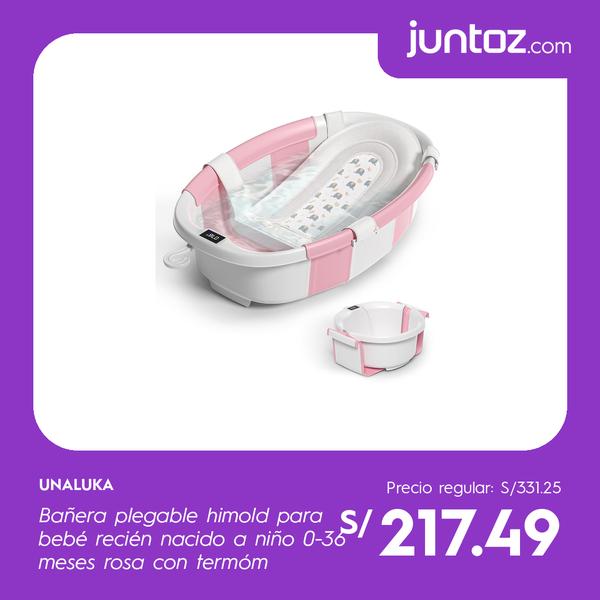 juntoz.com
UNALUKA
Precio regular: S/331.25
Bañera plegable himold para
bebé recién nacido a niño 0-36
meses rosa con termóm
S/217.49